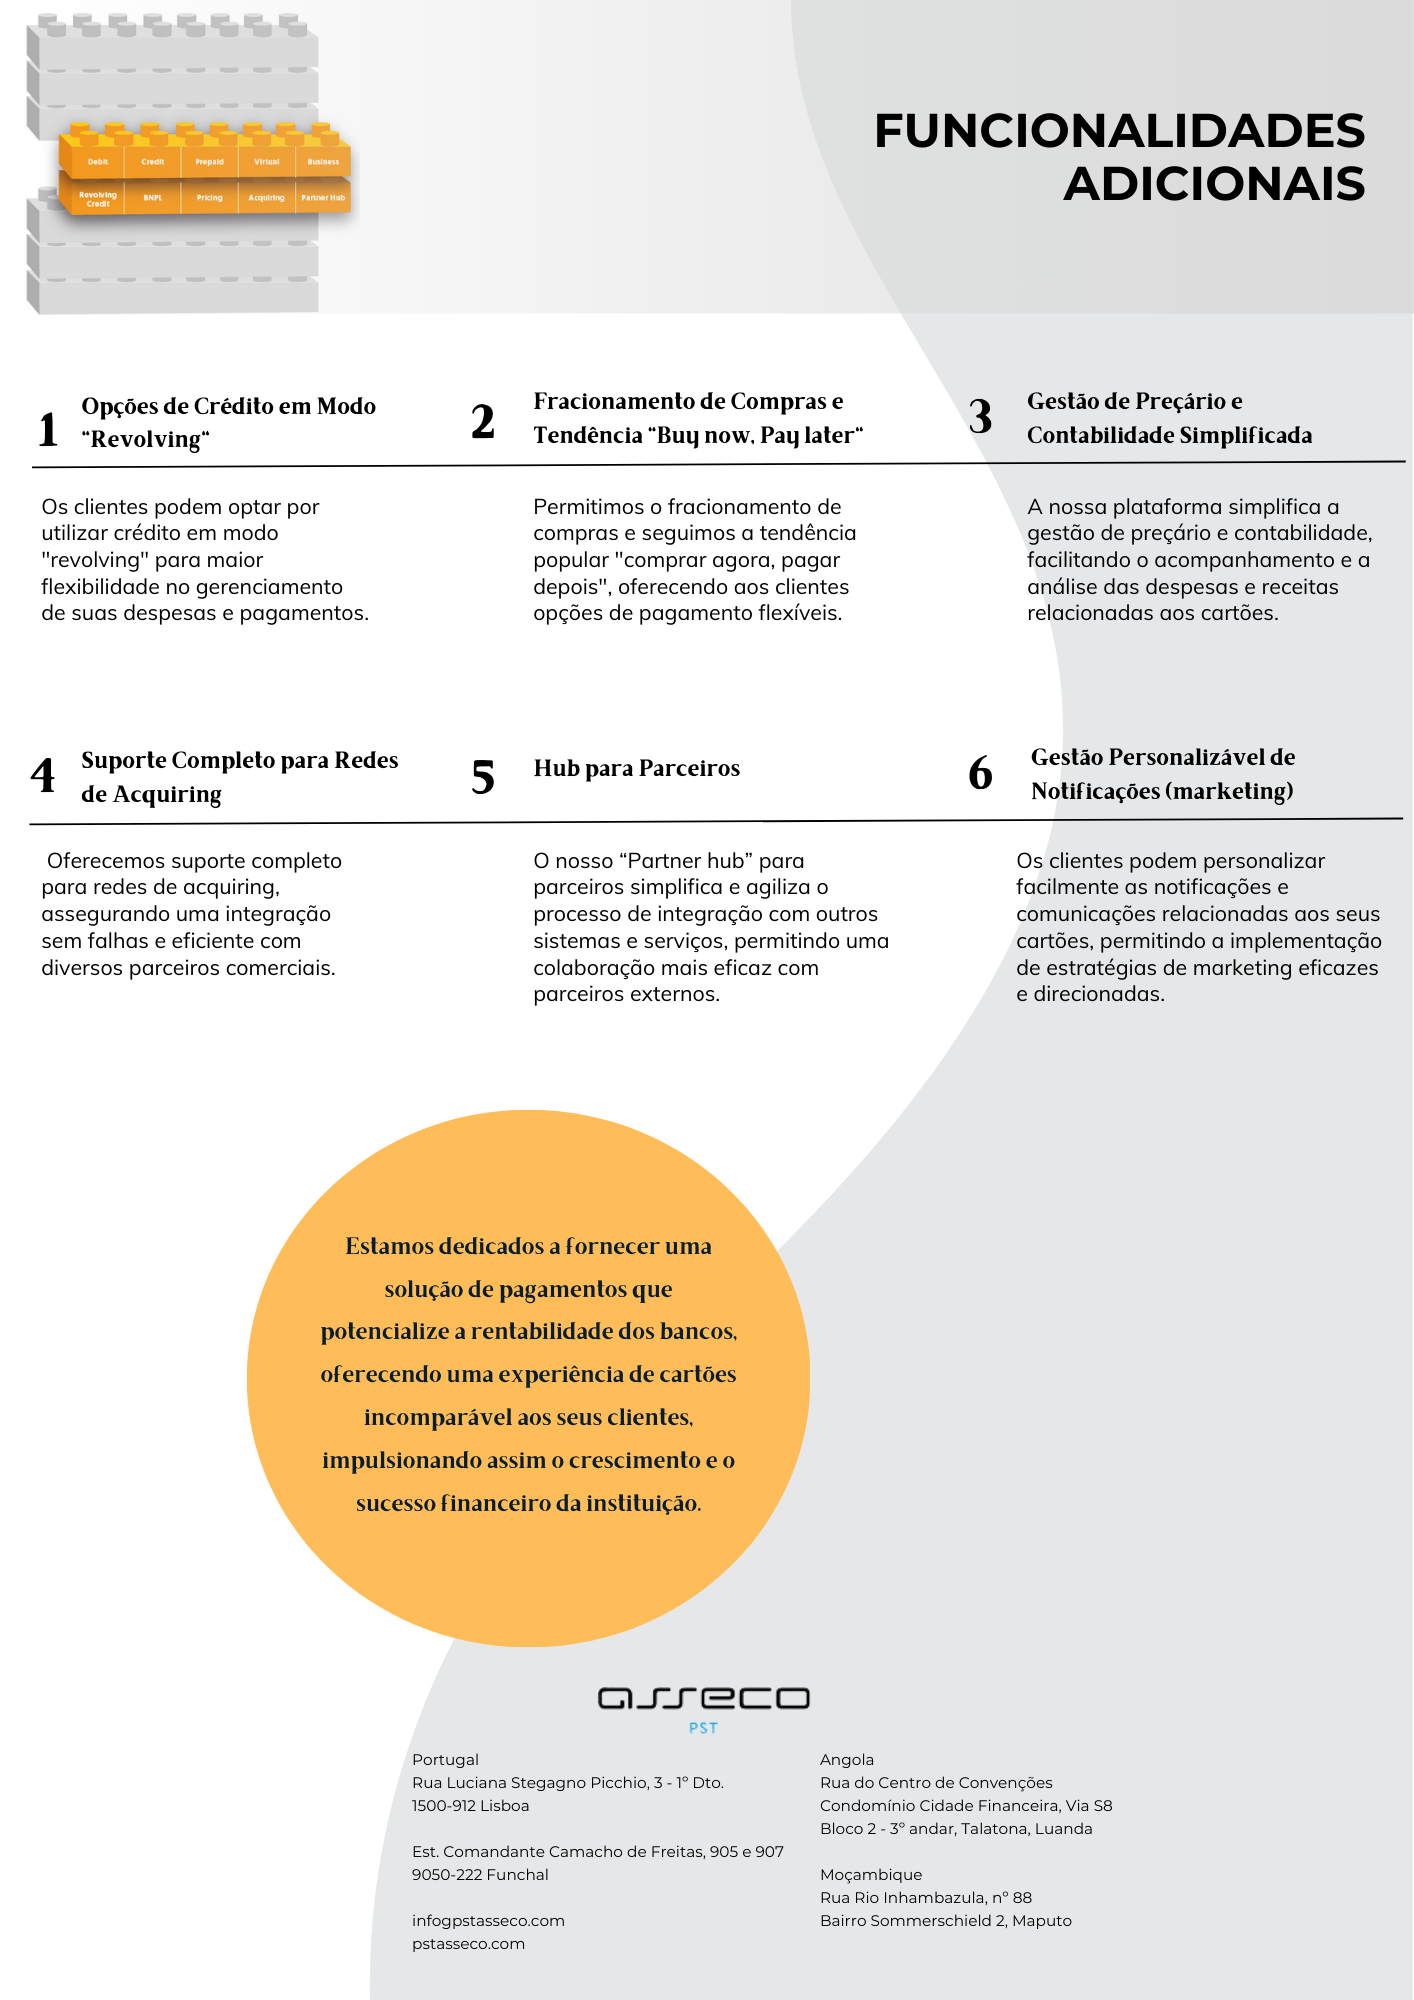 Debit
Credit
Prepaid
Virtual
Business
Revolving
Credit
BNPL
Pricing
Acquiring
Partner Hub
FUNCIONALIDADES
ADICIONAIS
1
Opções de Crédito em Modo
"Revolving"
Os clientes podem optar por
utilizar crédito em modo
"revolving" para maior
flexibilidade no gerenciamento
de suas despesas e pagamentos.
2
Fracionamento de Compras e
Tendência "Buy now, Pay later"
Permitimos o fracionamento de
compras e seguimos a tendência
popular "comprar agora, pagar
depois", oferecendo aos clientes
opções de pagamento flexíveis.
3
Gestão de Preçário e
Contabilidade Simplificada
A nossa plataforma simplifica a
gestão de preçário e contabilidade,
facilitando o acompanhamento e a
análise das despesas e receitas
relacionadas aos cartões.
4
Suporte Completo para Redes
de Acquiring
Oferecemos suporte completo
para redes de acquiring,
assegurando uma integração
sem falhas e eficiente com
diversos parceiros comerciais.
5
Hub para Parceiros
O nosso “Partner hub” para
parceiros simplifica e agiliza o
processo de integração com outros
sistemas e serviços, permitindo uma
colaboração mais eficaz com
parceiros externos.
6
Gestão Personalizável de
Notificações (marketing)
Os clientes podem personalizar
facilmente as notificações e
comunicações relacionadas aos seus
cartões, permitindo a implementação
de estratégias de marketing eficazes
e direcionadas.
Estamos dedicados a fornecer uma
solução de pagamentos que
potencialize a rentabilidade dos bancos,
oferecendo uma experiência de cartões
incomparável aos seus clientes,
impulsionando assim o crescimento e o
sucesso financeiro da instituição.
asseco
PST
Portugal
Rua Luciana Stegagno Picchio, 3 - 1º Dto.
1500-912 Lisboa
Est. Comandante Camacho de Freitas, 905 e 907
9050-222 Funchal
infogpstasseco.com
pstasseco.com
Angola
Rua do Centro de Convenções
Condomínio Cidade Financeira, Via S8
Bloco 2 - 3º andar, Talatona, Luanda
Moçambique
Rua Rio Inhambazula, nº 88
Bairro Sommerschield 2, Maputo